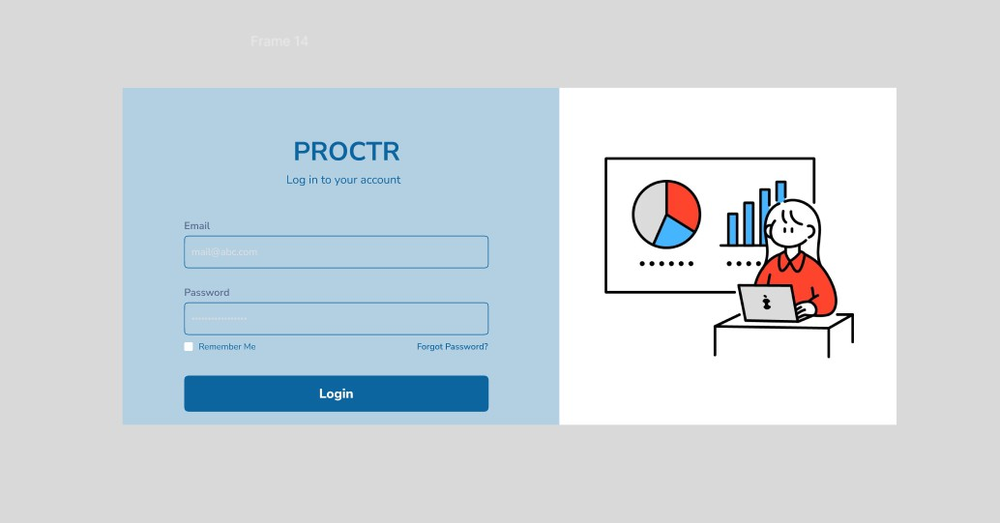 Frame 14
PROCTR
Log in to your account
Email
mail@abc.com
Password
Remember Me
Forgot Password?
Login